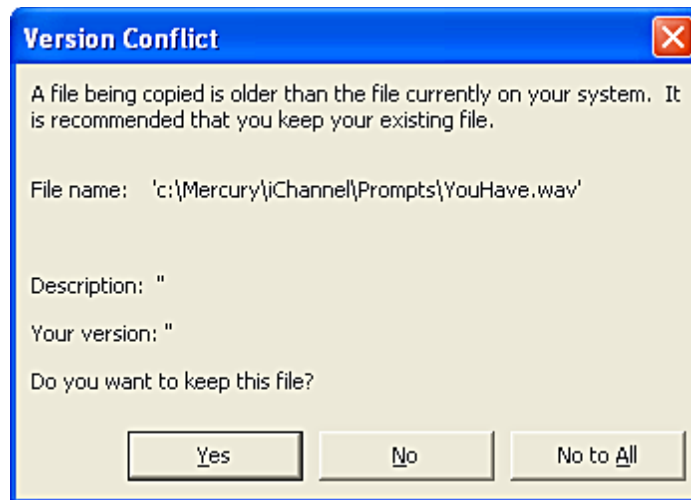 Version Conflict
A file being copied is older than the file currently on your system. It
is recommended that you keep your existing file.
File name: 'c:\Mercury\iChannel\Prompts\YouHave.wav'
Description: ''
Your version: ''
Do you want to keep this file?
Yes No No to All